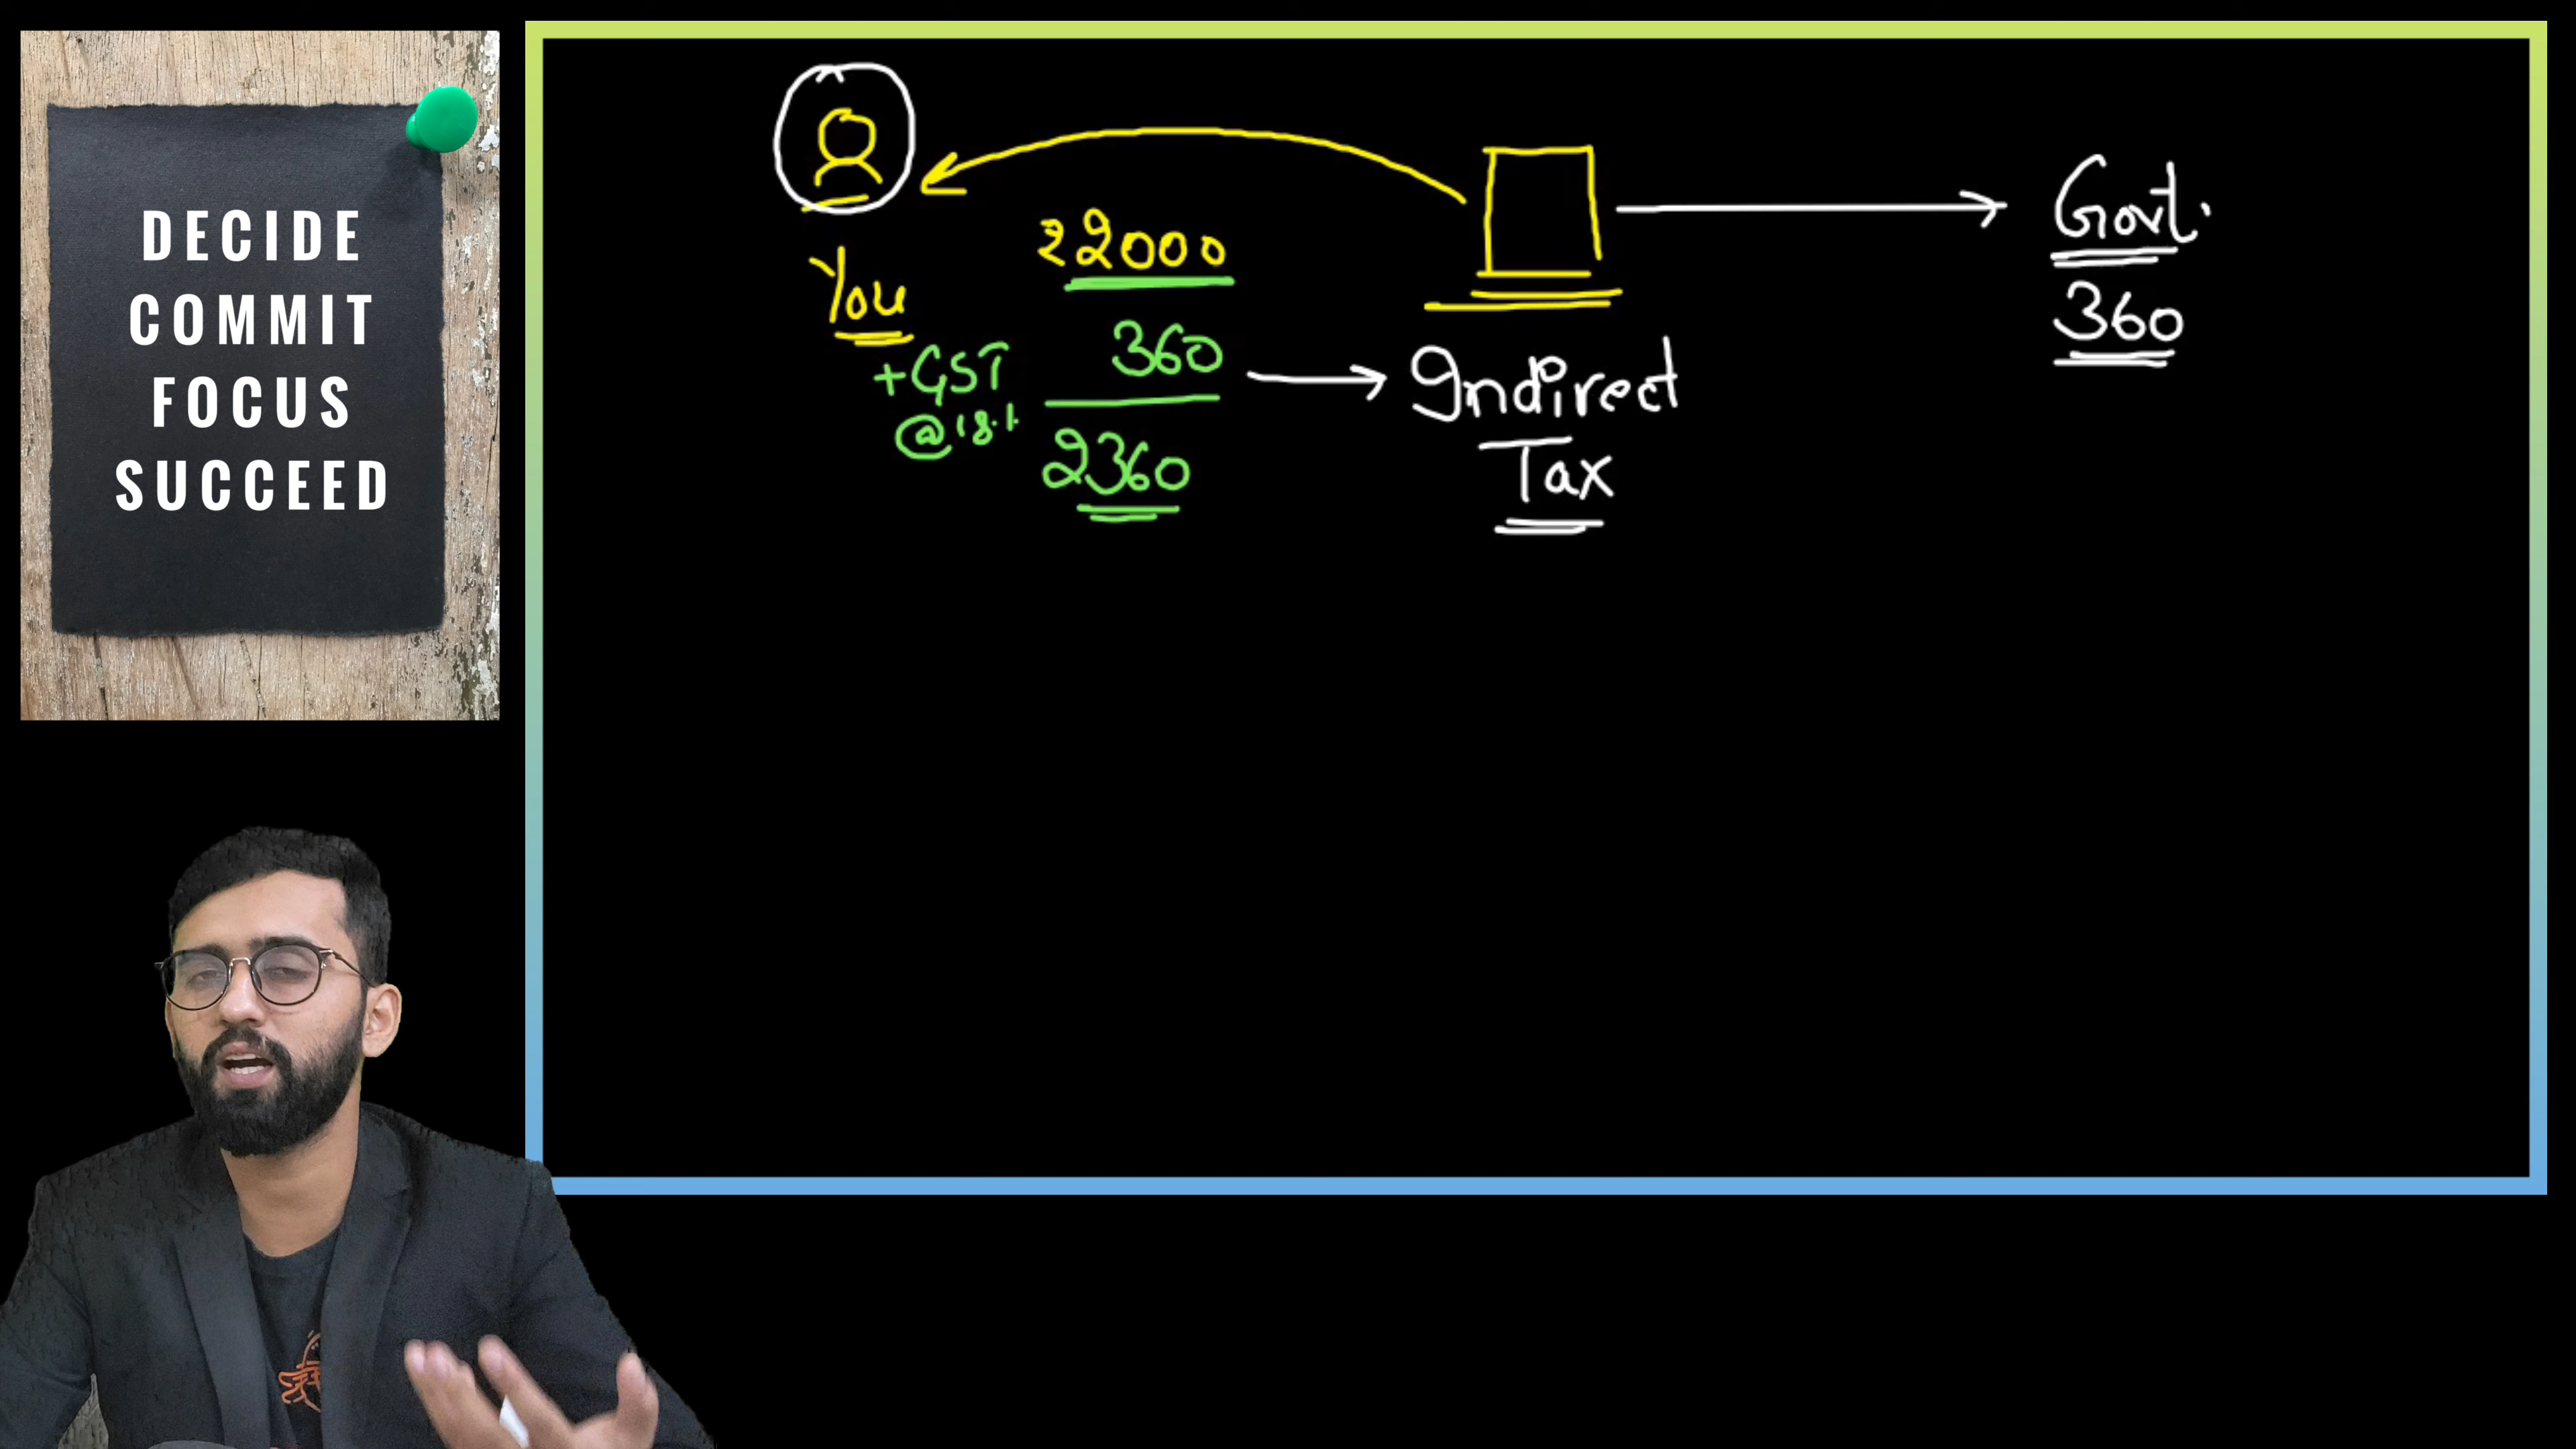 DECIDE
COMMIT
FOCUS
SUCCEED
You
₹2000
+GST
@18%
360
2360
Indirect
Tax
Govt.
360